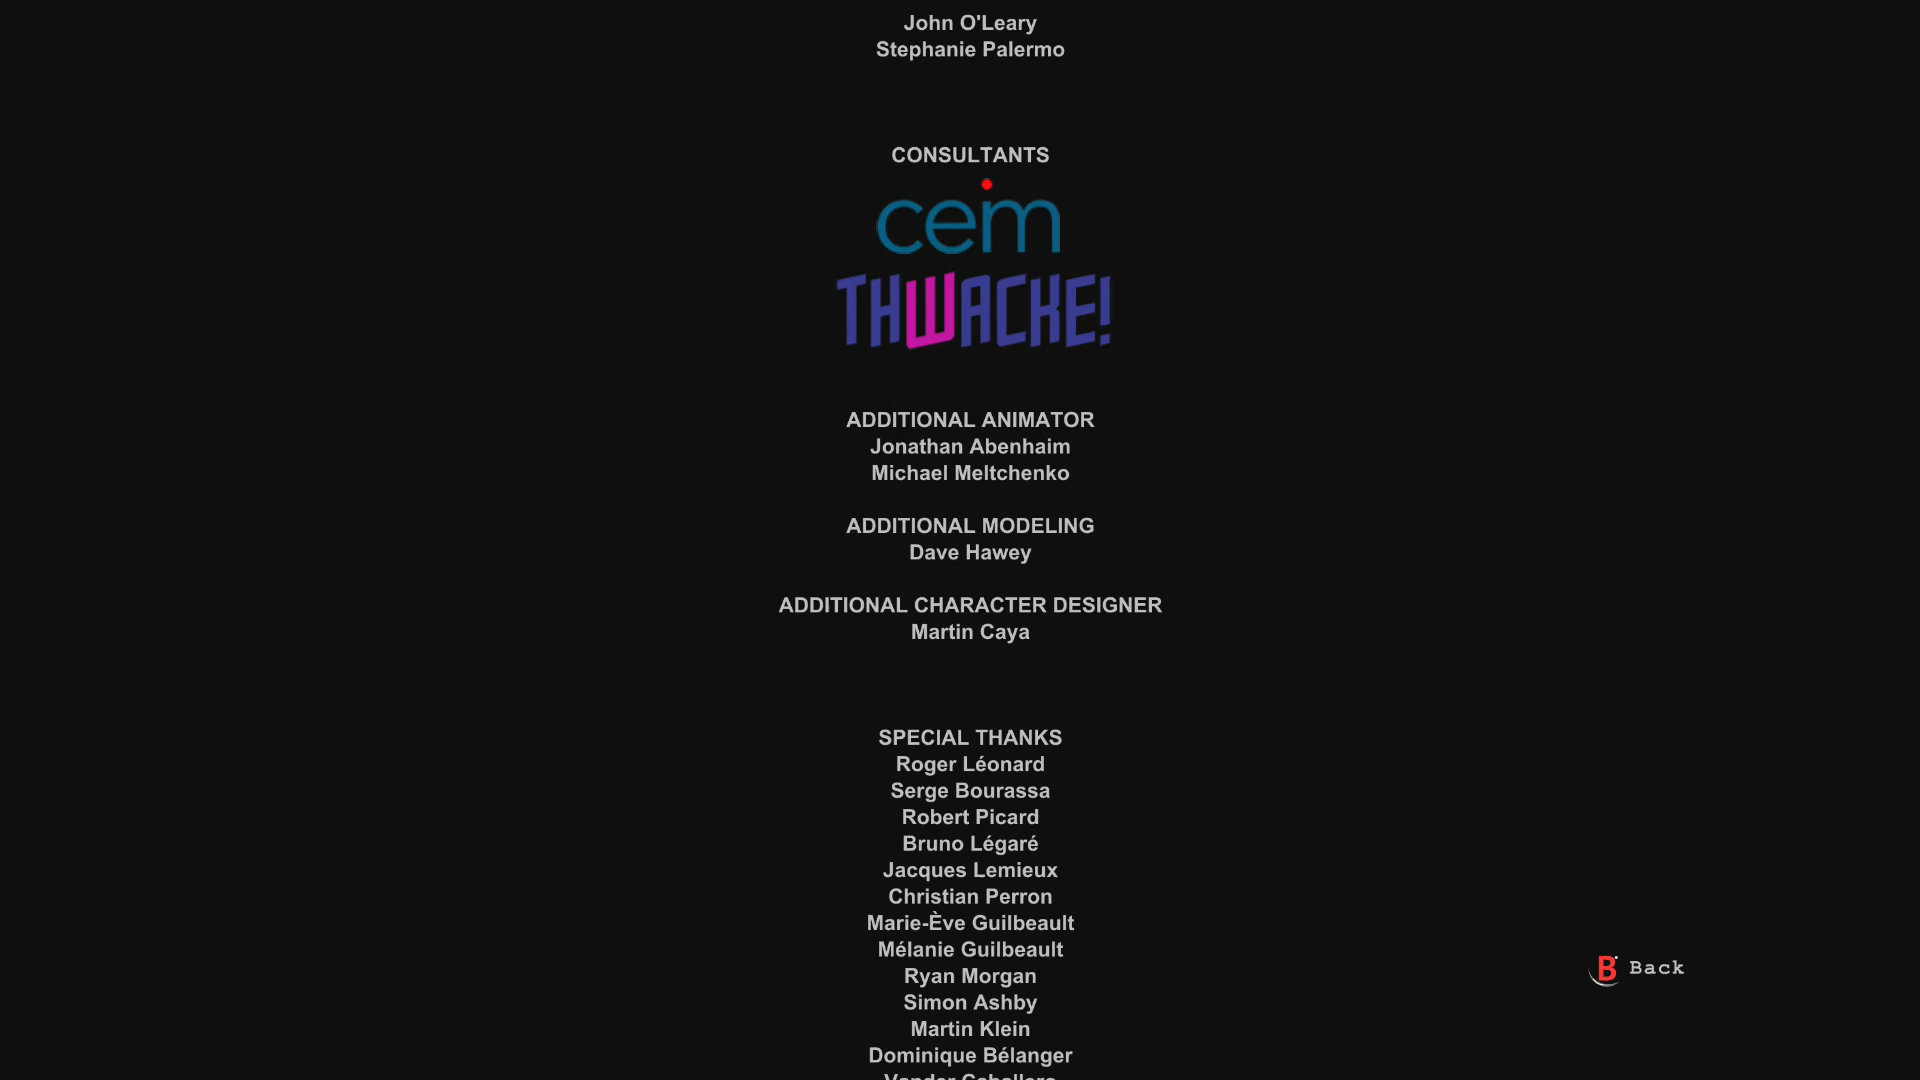 John O'Leary
Stephanie Palermo
CONSULTANTS
ceim
THWACKE!
ADDITIONAL ANIMATOR
Jonathan Abenhaim
Michael Meltchenko
ADDITIONAL MODELING
Dave Hawey
ADDITIONAL CHARACTER DESIGNER
Martin Caya
SPECIAL THANKS
Roger Léonard
Serge Bourassa
Robert Picard
Bruno Légaré
Jacques Lemieux
Christian Perron
Marie-Ève Guilbeault
Mélanie Guilbeault
Ryan Morgan
Simon Ashby
Martin Klein
Dominique Bélanger
B Back